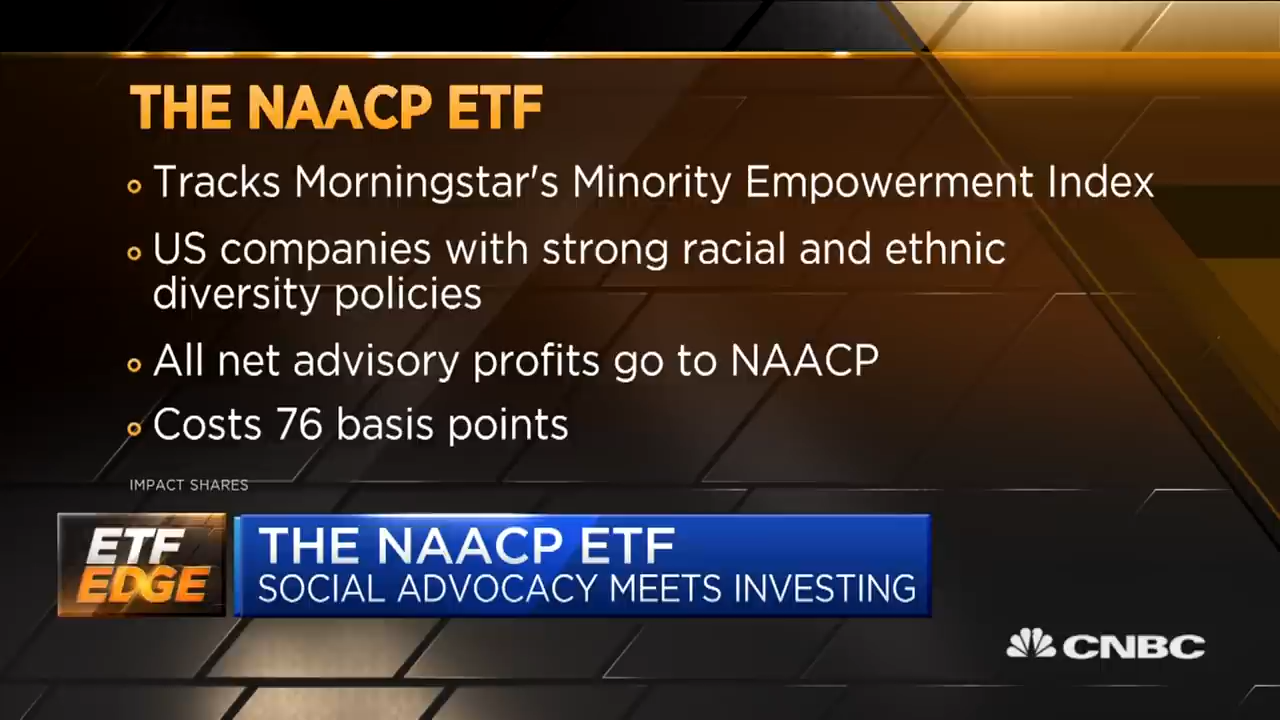 THE NAACP ETF
Tracks Morningstar's Minority Empowerment Index
US companies with strong racial and ethnic
diversity policies
All net advisory profits go to NAACP
Costs 76 basis points
IMPACT SHARES
ETF
EDGE
THE NAACP ETF
SOCIAL ADVOCACY MEETS INVESTING
CNBC